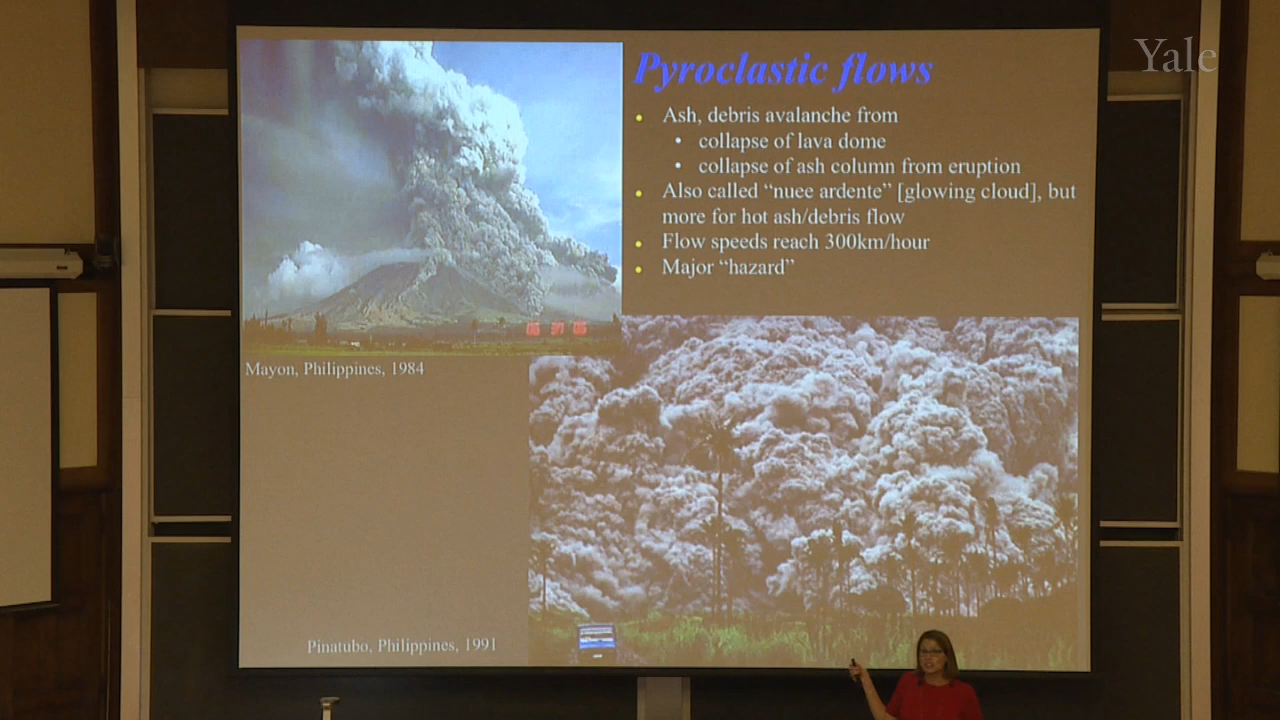 Yale
Pyroclastic flows
Ash, debris avalanche from
collapse of lava dome
collapse of ash column from eruption
Also called “nuee ardente” [glowing cloud], but
more for hot ash/debris flow
Flow speeds reach 300km/hour
Major “hazard”
Mayon, Philippines, 1984
Pinatubo, Philippines, 1991